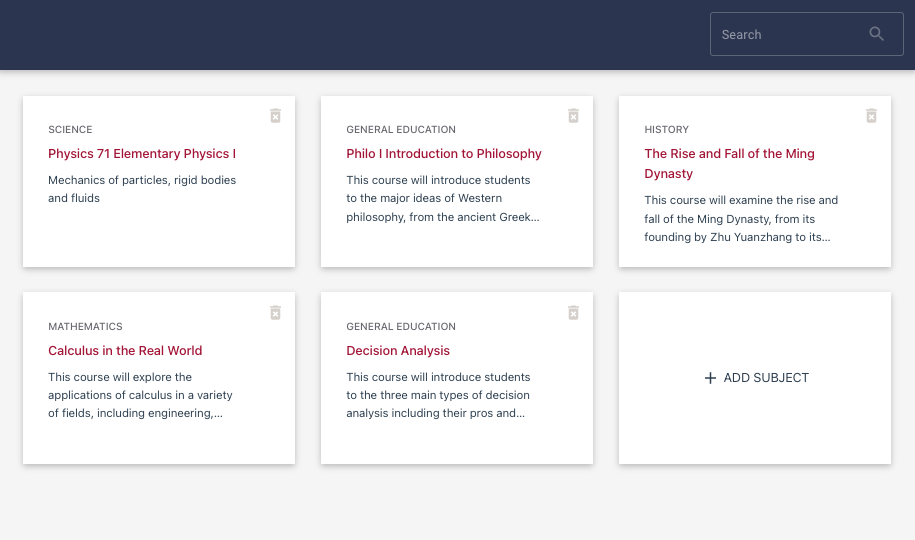 Search
SCIENCE
Physics 71 Elementary Physics I
Mechanics of particles, rigid bodies
and fluids
GENERAL EDUCATION
Philo I Introduction to Philosophy
This course will introduce students
to the major ideas of Western
philosophy, from the ancient Greek...
HISTORY
The Rise and Fall of the Ming
Dynasty
This course will examine the rise and
fall of the Ming Dynasty, from its
founding by Zhu Yuanzhang to its...
MATHEMATICS
Calculus in the Real World
This course will explore the
applications of calculus in a variety
of fields, including engineering,...
GENERAL EDUCATION
Decision Analysis
This course will introduce students
to the three main types of decision
analysis including their pros and...
ADD SUBJECT